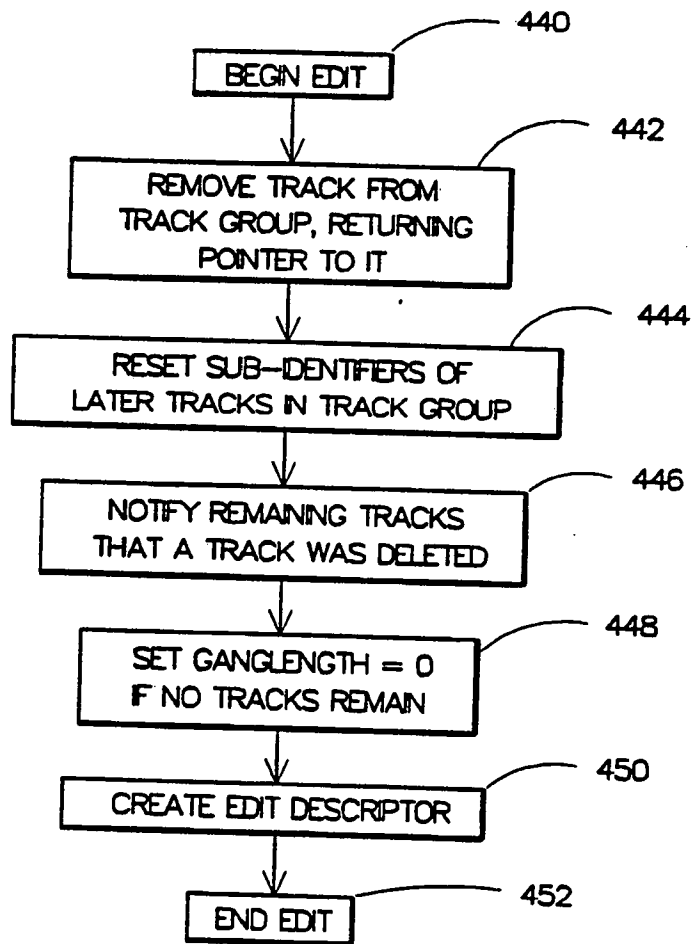 440
BEGIN EDIT
442
REMOVE TRACK FROM
TRACK GROUP, RETURNING
POINTER TO IT
444
RESET SUB-IDENTIFIERS OF
LATER TRACKS IN TRACK GROUP
446
NOTIFY REMAINING TRACKS
THAT A TRACK WAS DELETED
448
SET GANGLENGTH = 0
IF NO TRACKS REMAIN
450
CREATE EDIT DESCRIPTOR
452
END EDIT